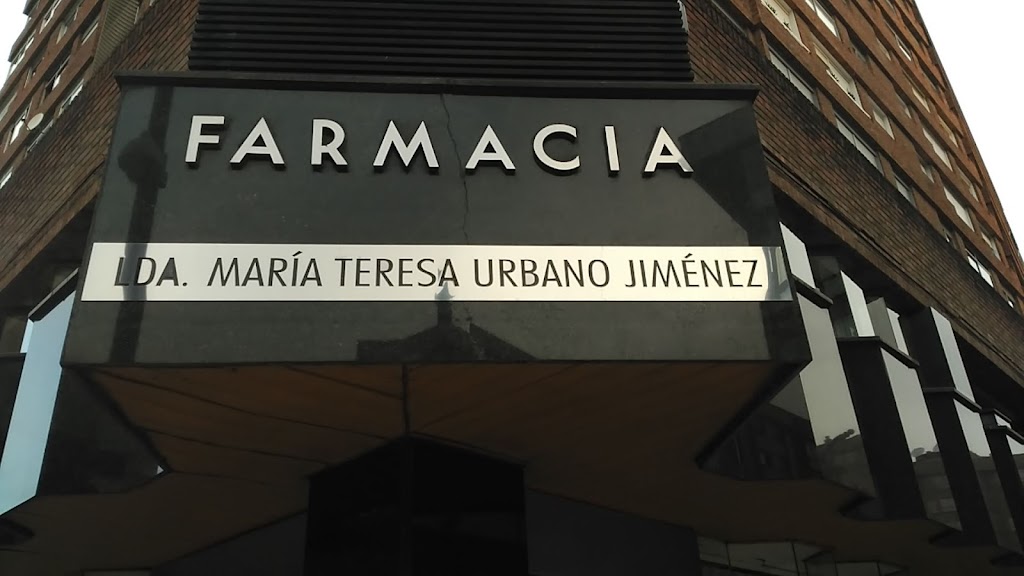 FARMACIA
LDA. MARÍA TERESA URBANO JIMÉNEZ